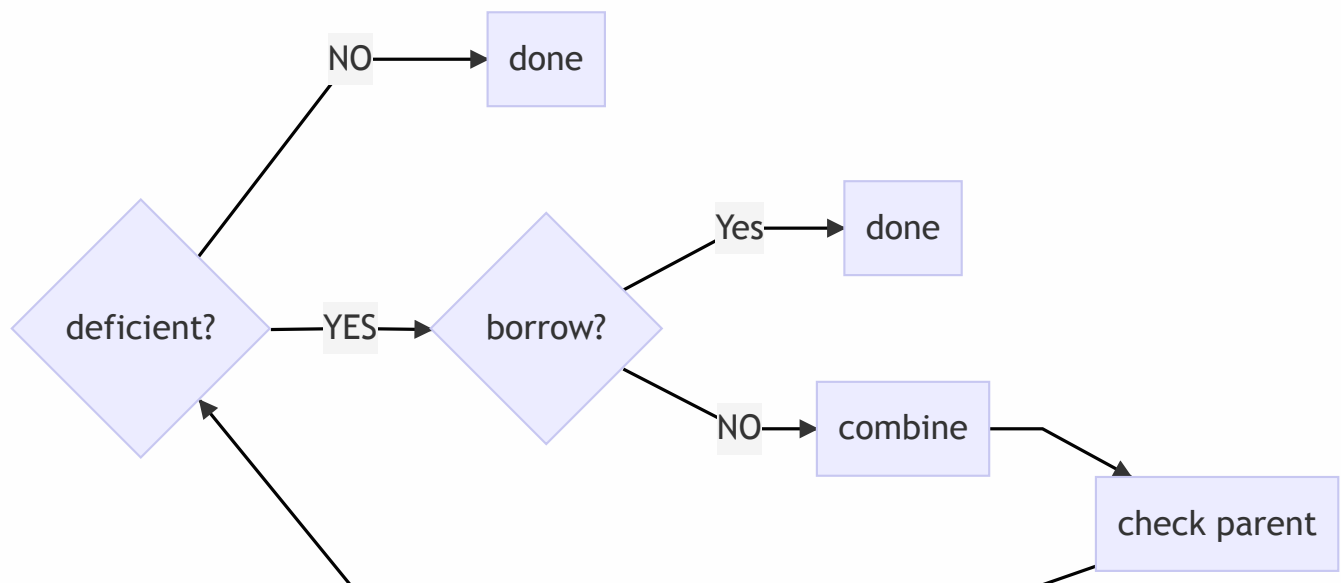 NO
done
Yes
done
deficient?
YES
borrow?
NO
combine
check parent